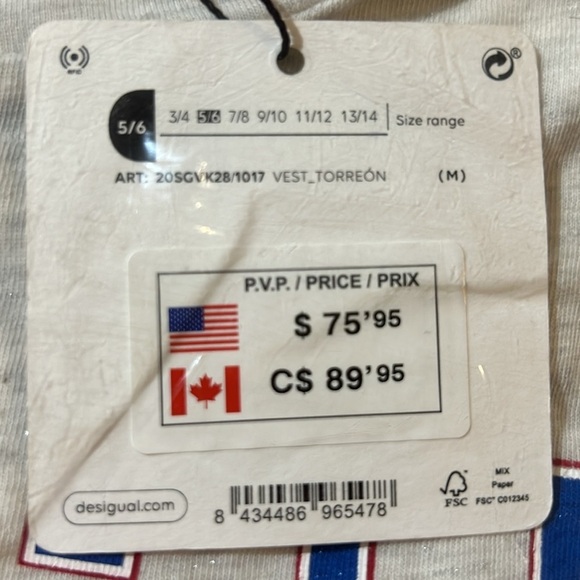 RFID
®
5/6
3/4 5/6 7/8 9/10 11/12 13/14 Size range
ART: 20SGVK28/1017 VEST_TORREÓN (M)
P.V.P. / PRICE / PRIX
$ 75'95
C$ 89'95
desigual.com
8 434486 965478
FSC
MIX
Paper
FSC® C012345